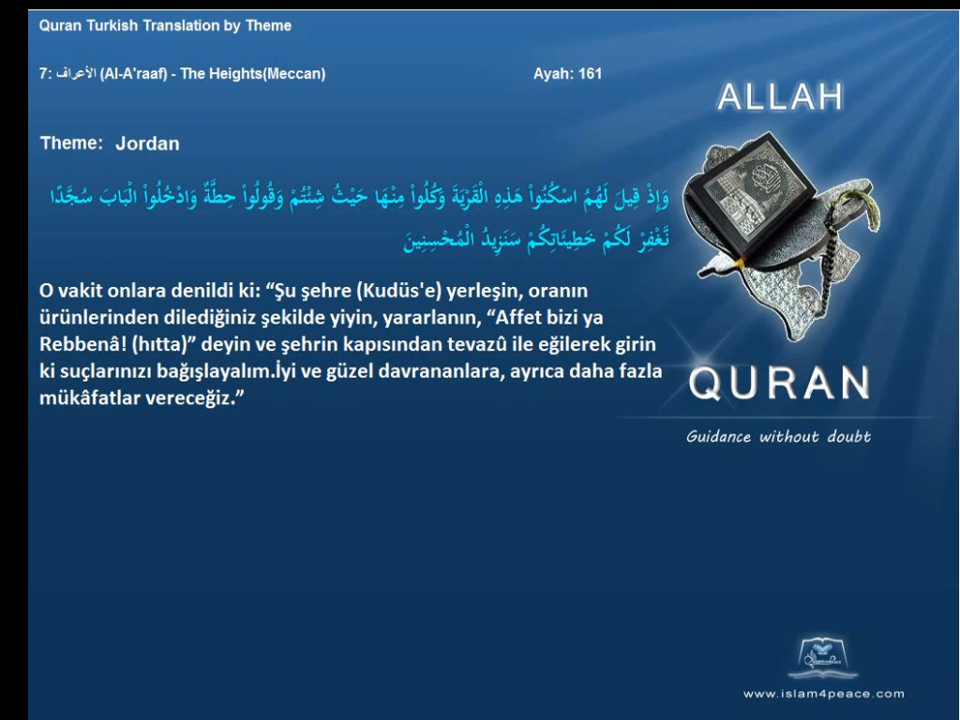 Quran Turkish Translation by Theme
7: الأعراف (Al-A'raaf) - The Heights(Meccan) Ayah: 161
Theme: Jordan
وَإِذْ قِيلَ لَهُمُ اسْكُنُواْ هَذِهِ الْقَرْيَةَ وَكُلُواْ مِنْهَا حَيْثُ شِئْتُمْ وَقُولُواْ حِطَّةٌ وَادْخُلُواْ الْبَابَ سُجَّدًا
نَّغْفِرْ لَكُمْ خَطِيئَاتِكُمْ سَنَزِيدُ الْمُحْسِنِينَ
O vakit onlara denildi ki: “Şu şehre (Kudüs'e) yerleşin, oranın
ürünlerinden dilediğiniz şekilde yiyin, yararlanın, “Affet bizi ya
Rebbenâ! (hıtta)” deyin ve şehrin kapısından tevazû ile eğilerek girin
ki suçlarınızı bağışlayalım.İyi ve güzel davrananlara, ayrıca daha fazla
mükâfatlar vereceğiz.”
ALLAH
QURAN
Guidance without doubt
www.islam4peace.com